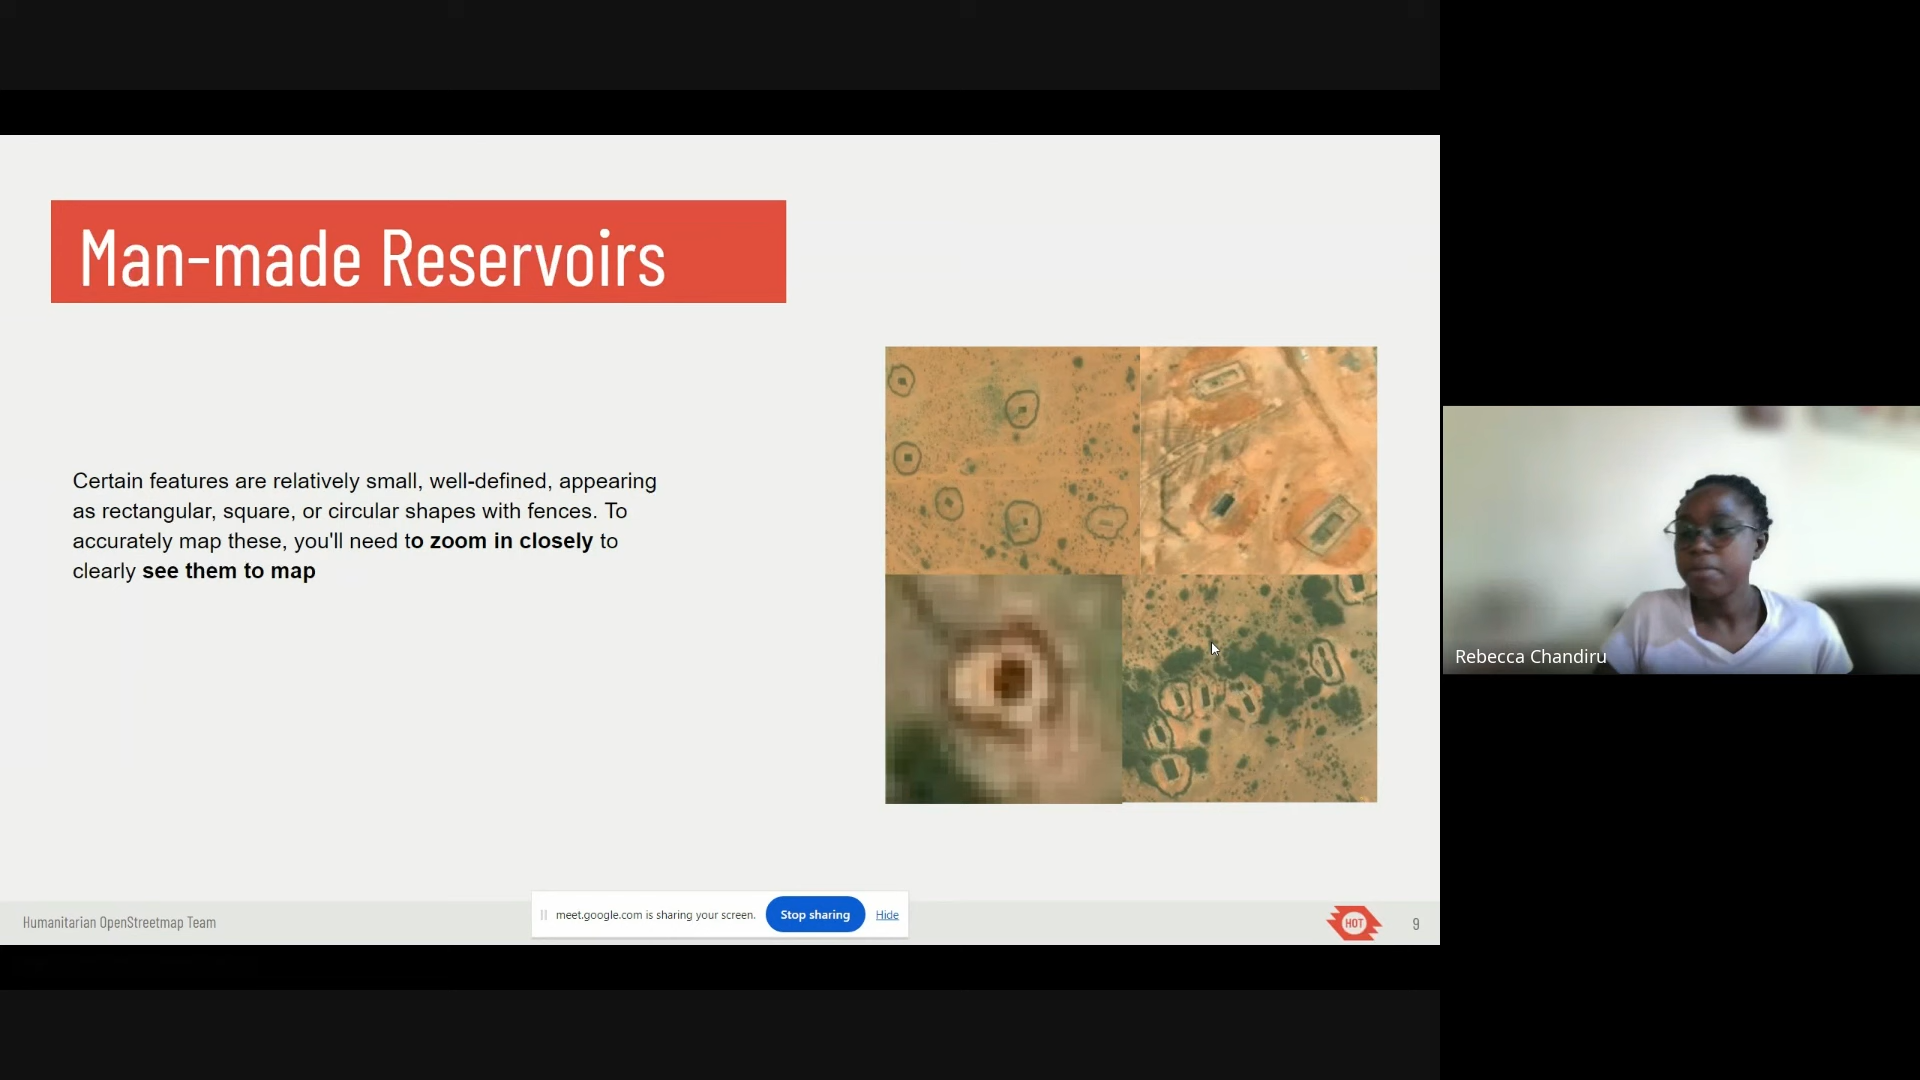 Man-made Reservoirs
Certain features are relatively small, well-defined, appearing
as rectangular, square, or circular shapes with fences. To
accurately map these, you'll need to zoom in closely to
clearly see them to map
Rebecca Chandiru
meet.google.com is sharing your screen.
Stop sharing
Hide
Humanitarian OpenStreetmap Team
HOT
9